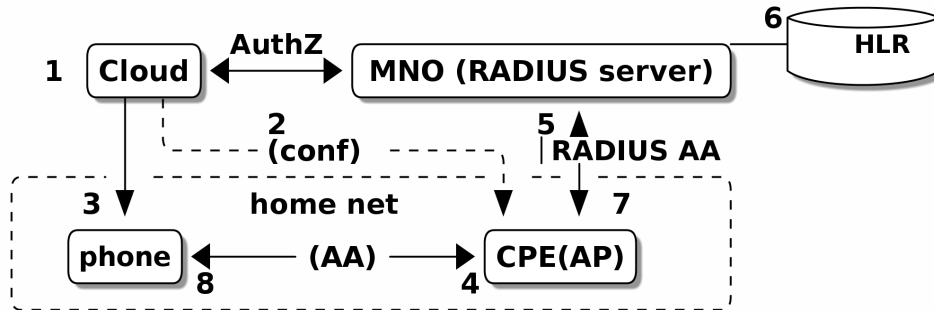 6
AuthZ
HLR
1
Cloud
MNO (RADIUS server)
2
5
(conf)
RADIUS AA
3
home net
7
phone
(AA)
CPE(AP)
8
4